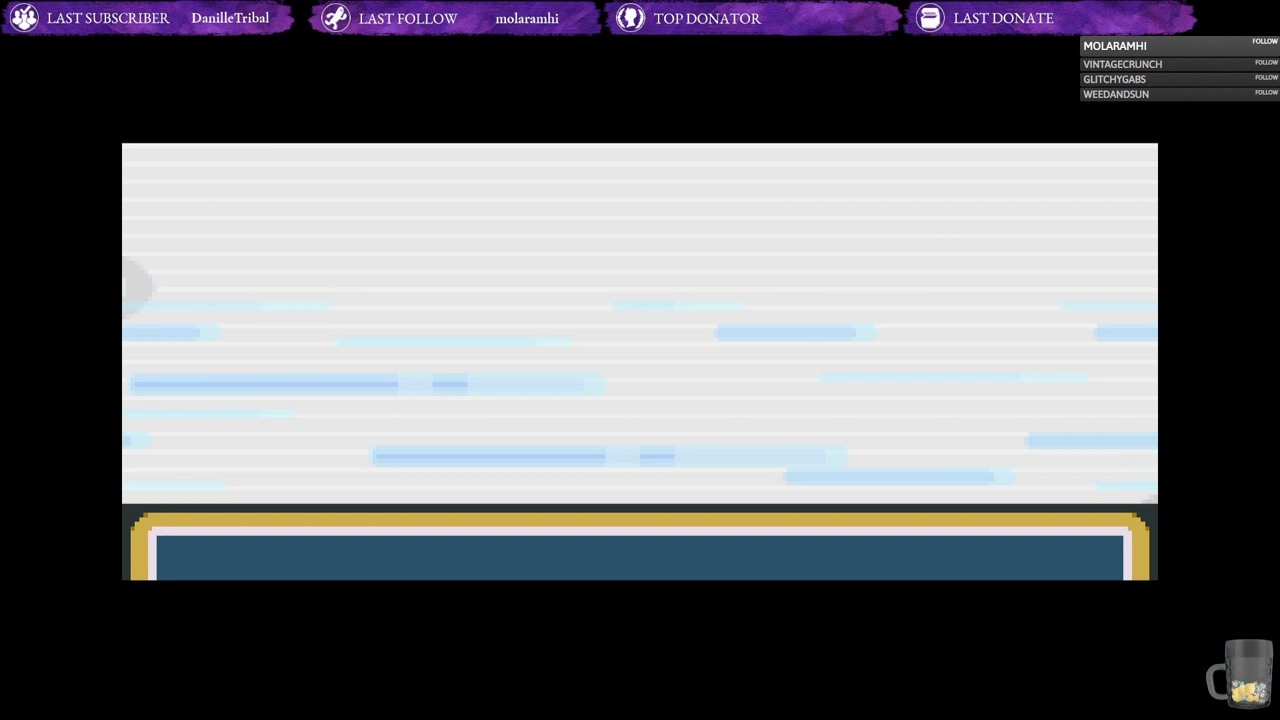 LAST SUBSCRIBER DanilleTribal
LAST FOLLOW molaramhi
TOP DONATOR
LAST DONATE
MOLARAMHI FOLLOW
VINTAGECRUNCH FOLLOW
GLITCHYGABS FOLLOW
WEEDANDSUN FOLLOW